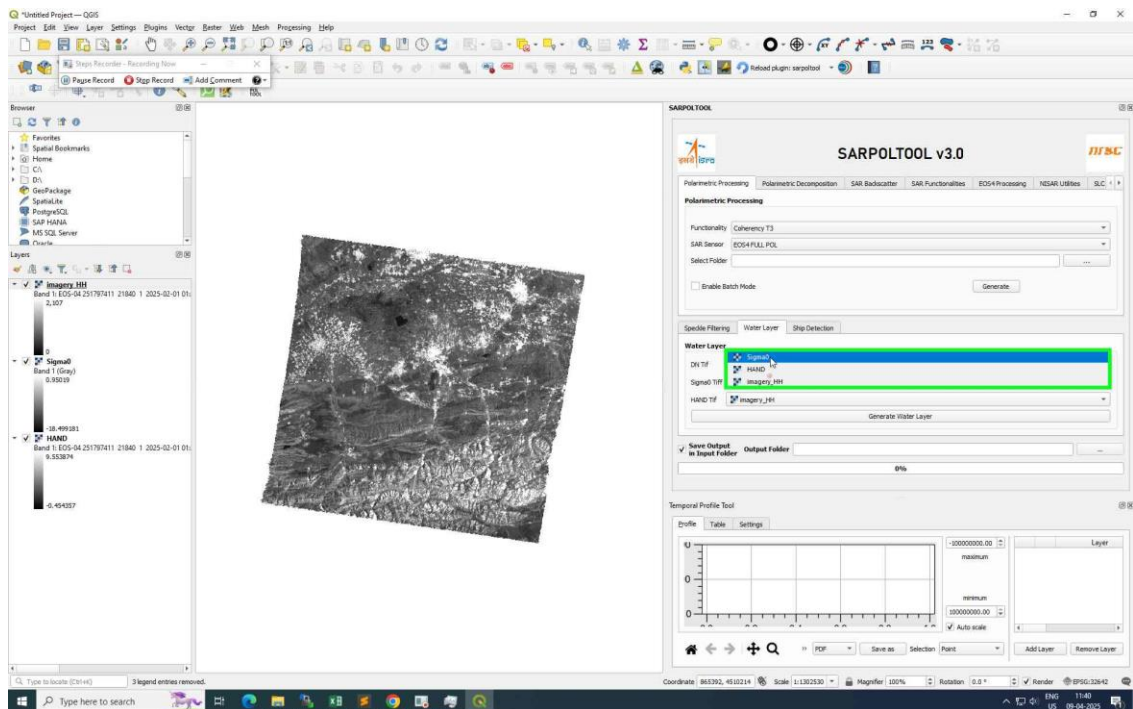 *Untitled Project — QGIS
Project Edit View Layer Settings Plugins Vector Raster Web Mesh Processing Help
Steps Recorder - Recording Now
Pause Record Stop Record Add Comment
Reload plugin: sarpoltool
Browser
Favorites
Spatial Bookmarks
Home
C:\
D:\
GeoPackage
SpatiaLite
PostgreSQL
SAP HANA
MS SQL Server
Oracle
Layers
imagery_HH
Band 1: EOS-04 251797411 21840 1 2025-02-01 01:
2,107
0
Sigma0
Band 1 (Gray)
0.95019
-18.499181
HAND
Band 1: EOS-04 251797411 21840 1 2025-02-01 01:
9.553874
-0.454357
SARPOLTOOL
इसरो isro
SARPOLTOOL v3.0
nrsc
Polarimetric Processing Polarimetric Decomposition SAR Backscatter SAR Functionalities EOS4 Processing NISAR Utilities SLC
Polarimetric Processing
Functionality Coherency T3
SAR Sensor EOS4 FULL POL
Select Folder ...
Enable Batch Mode Generate
Speckle Filtering Water Layer Ship Detection
Water Layer
DN Tif
Sigma0
HAND
Sigma0 Tiff
imagery_HH
HAND Tif imagery_HH
Generate Water Layer
Save Output in Input Folder Output Folder ...
0%
Temporal Profile Tool
Profile Table Settings
-100000000.00
maximum
minimum
100000000.00
Auto scale
Layer
0
PDF Save as Selection Point Add Layer Remove Layer
Type to locate (Ctrl+K) 3 legend entries removed.
Coordinate 865392, 4510214 Scale 1:1302530 Magnifier 100% Rotation 0.0 ° Render EPSG:32642
Type here to search
ENG 11:40
US 09-04-2025